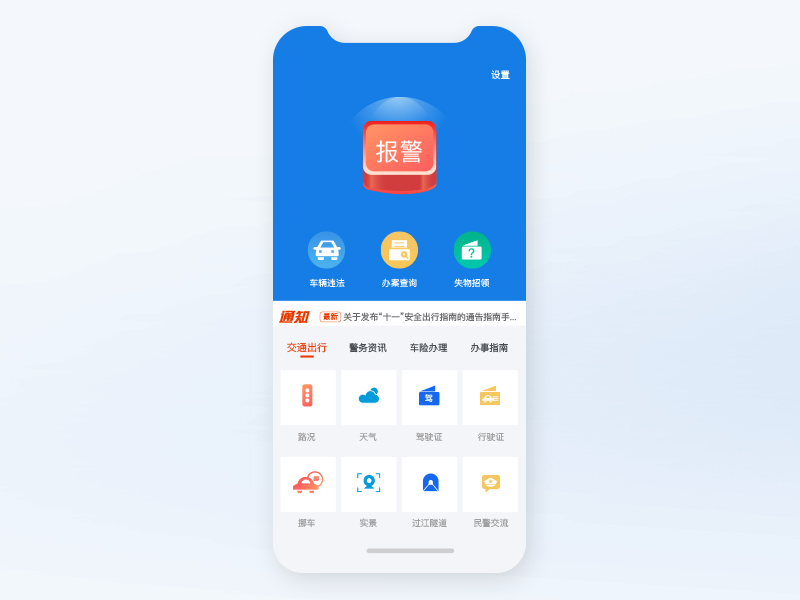 设置
报警
车辆违法 办案查询 失物招领
?
通知 最新 关于发布“十一”安全出行指南的通告指南手...
交通出行 警务资讯 车险办理 办事指南
驾
路况 天气 驾驶证 行驶证
挪车 实景 过江隧道 民警交流